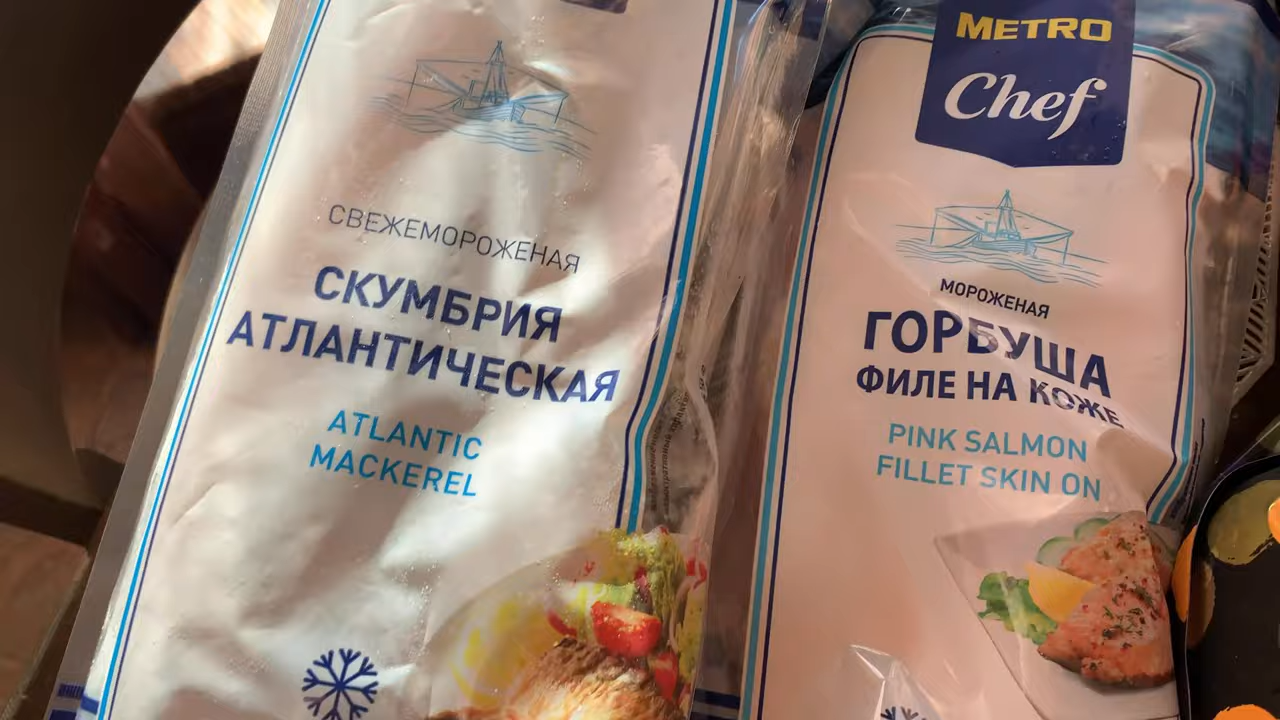 СВЕЖЕМОРОЖЕНАЯ
СКУМБРИЯ
АТЛАНТИЧЕСКАЯ
ATLANTIC
MACKEREL
METRO
Chef
МОРОЖЕНАЯ
ГОРБУША
ФИЛЕ НА КОЖЕ
PINK SALMON
FILLET SKIN ON